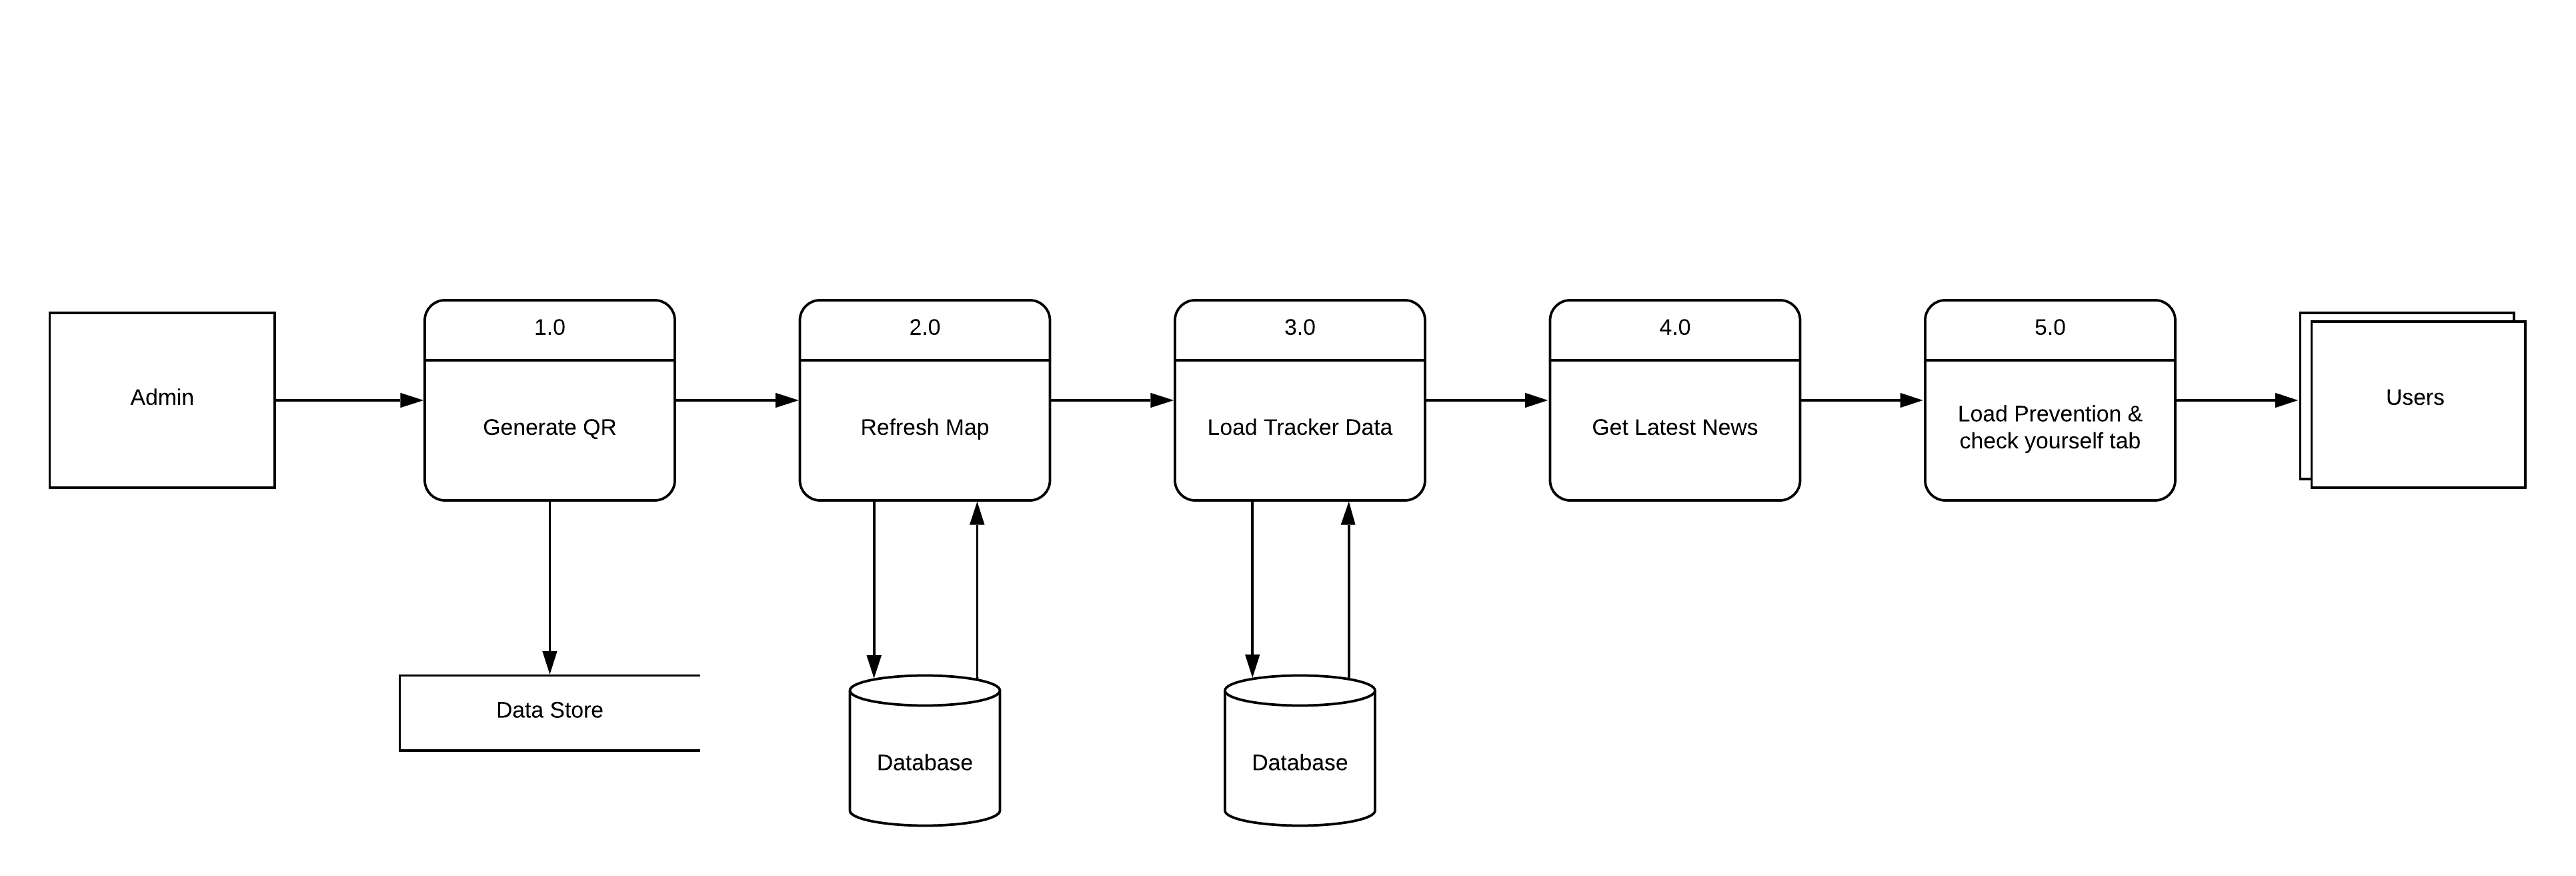 1.0
2.0
3.0
4.0
5.0
Admin
Generate QR
Refresh Map
Load Tracker Data
Get Latest News
Load Prevention &
check yourself tab
Users
Data Store
Database
Database